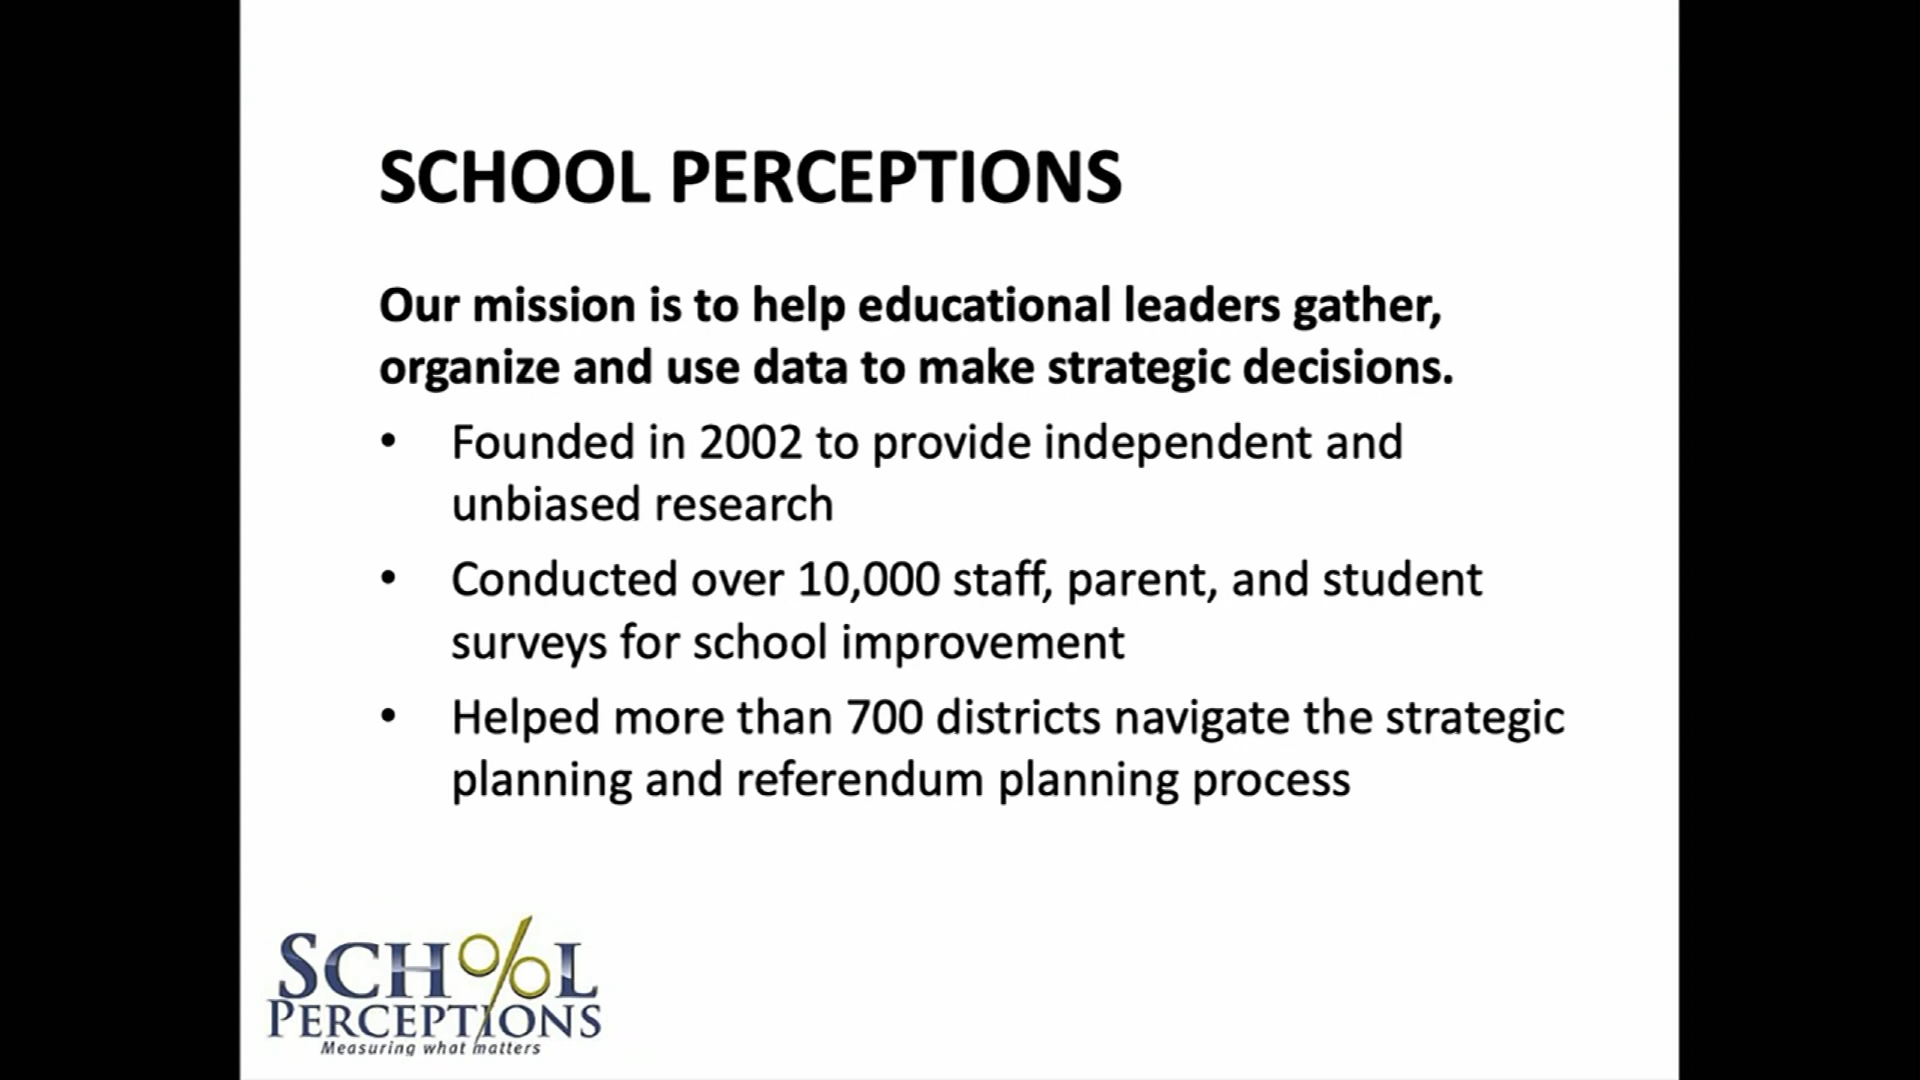 SCHOOL PERCEPTIONS
Our mission is to help educational leaders gather,
organize and use data to make strategic decisions.
• Founded in 2002 to provide independent and
unbiased research
• Conducted over 10,000 staff, parent, and student
surveys for school improvement
• Helped more than 700 districts navigate the strategic
planning and referendum planning process
SCHOOL
PERCEPTIONS
Measuring what matters